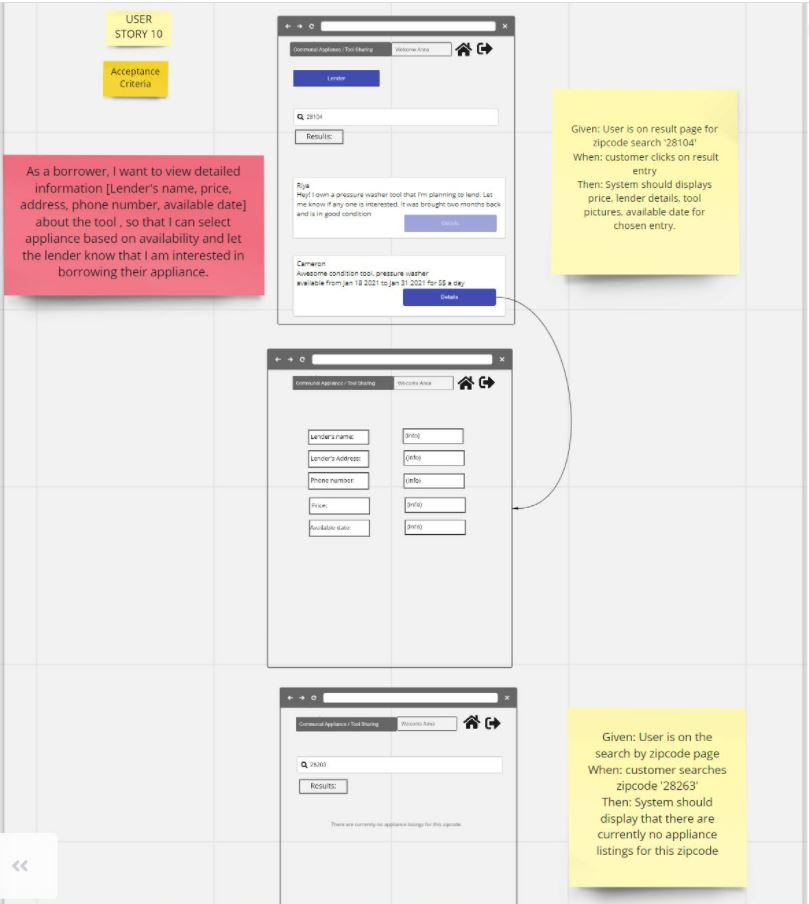 USER
STORY 10
Acceptance
Criteria
As a borrower, I want to view detailed
information [Lender's name, price,
address, phone number, available date]
about the tool , so that I can select
appliance based on availability and let
the lender know that I am interested in
borrowing their appliance.
Communal Appliance / Tool Sharing
Welcome Anna
Lender
28104
Results:
Riya
Hey! I own a pressure washer tool that I'm planning to lend. Let
me know if any one is interested. It was brought two months back
and is in good condition
Details
Cameron
Awesome condition tool, pressure washer
available from Jan 18 2021 to Jan 31 2021 for 5$ a day
Details
Given: User is on result page for
zipcode search '28104'
When: customer clicks on result
entry
Then: System should displays
price, lender details, tool
pictures, available date for
chosen entry.
Communal Appliance / Tool Sharing
Welcome Anna
Lender's name:
(Info)
Lender's Address:
(Info)
Phone number:
(Info)
Price:
(Info)
Available date:
(Info)
Communal Appliance / Tool Sharing
Welcome Anna
28263
Results:
There are currently no appliance listings for this zipcode.
Given: User is on the
search by zipcode page
When: customer searches
zipcode '28263'
Then: System should
display that there are
currently no appliance
listings for this zipcode